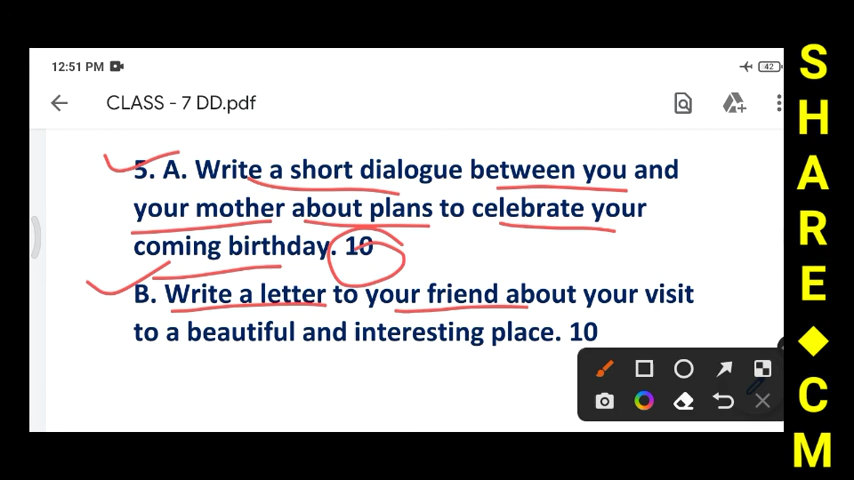 12:51 PM
42
CLASS - 7 DD.pdf
5. A. Write a short dialogue between you and
your mother about plans to celebrate your
coming birthday. 10
B. Write a letter to your friend about your visit
to a beautiful and interesting place. 10
SHARE◆CM